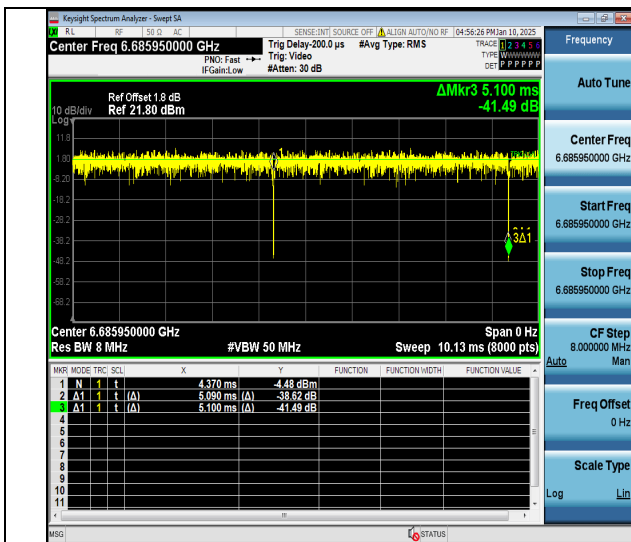 Keysight Spectrum Analyzer - Swept SA
RL RF 50 Ω AC SENSE:INT SOURCE OFF ALIGN AUTO/NO RF 04:56:26 PM Jan 10, 2025
Center Freq 6.685950000 GHz
PNO: Fast
IFGain:Low
Trig Delay-200.0 µs
Trig: Video
#Atten: 30 dB
#Avg Type: RMS
TRACE 1 2 3 4 5 6
TYPE WWWWWW
DET P P P P P P
Ref Offset 1.8 dB
10 dB/div Ref 21.80 dBm
Log
ΔMkr3 5.100 ms
-41.49 dB
11.8
1.80
-8.20
-18.2
-28.2
-38.2
-48.2
-58.2
-68.2
1
3Δ1
Center 6.685950000 GHz Span 0 Hz
Res BW 8 MHz #VBW 50 MHz Sweep 10.13 ms (8000 pts)
MKR MODE TRC SCL X Y FUNCTION FUNCTION WIDTH FUNCTION VALUE
1 N 1 t 4.370 ms -4.48 dBm
2 Δ1 1 t (Δ) 5.090 ms (Δ) -38.62 dB
3 Δ1 1 t (Δ) 5.100 ms (Δ) -41.49 dB
4
5
6
7
8
9
10
11
MSG STATUS
Frequency
Auto Tune
Center Freq
6.685950000 GHz
Start Freq
6.685950000 GHz
Stop Freq
6.685950000 GHz
CF Step
8.000000 MHz
Auto Man
Freq Offset
0 Hz
Scale Type
Log Lin